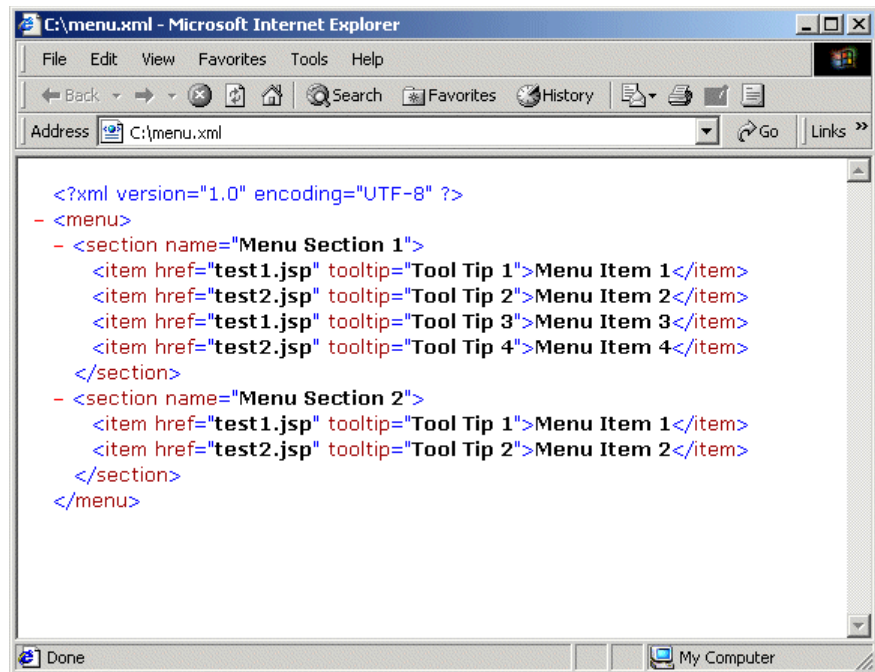 C:\menu.xml - Microsoft Internet Explorer
File Edit View Favorites Tools Help
Back Search Favorites History
Address C:\menu.xml Go Links »
<?xml version="1.0" encoding="UTF-8" ?>
- <menu>
- <section name="Menu Section 1">
<item href="test1.jsp" tooltip="Tool Tip 1">Menu Item 1</item>
<item href="test2.jsp" tooltip="Tool Tip 2">Menu Item 2</item>
<item href="test1.jsp" tooltip="Tool Tip 3">Menu Item 3</item>
<item href="test2.jsp" tooltip="Tool Tip 4">Menu Item 4</item>
</section>
- <section name="Menu Section 2">
<item href="test1.jsp" tooltip="Tool Tip 1">Menu Item 1</item>
<item href="test2.jsp" tooltip="Tool Tip 2">Menu Item 2</item>
</section>
</menu>
Done My Computer